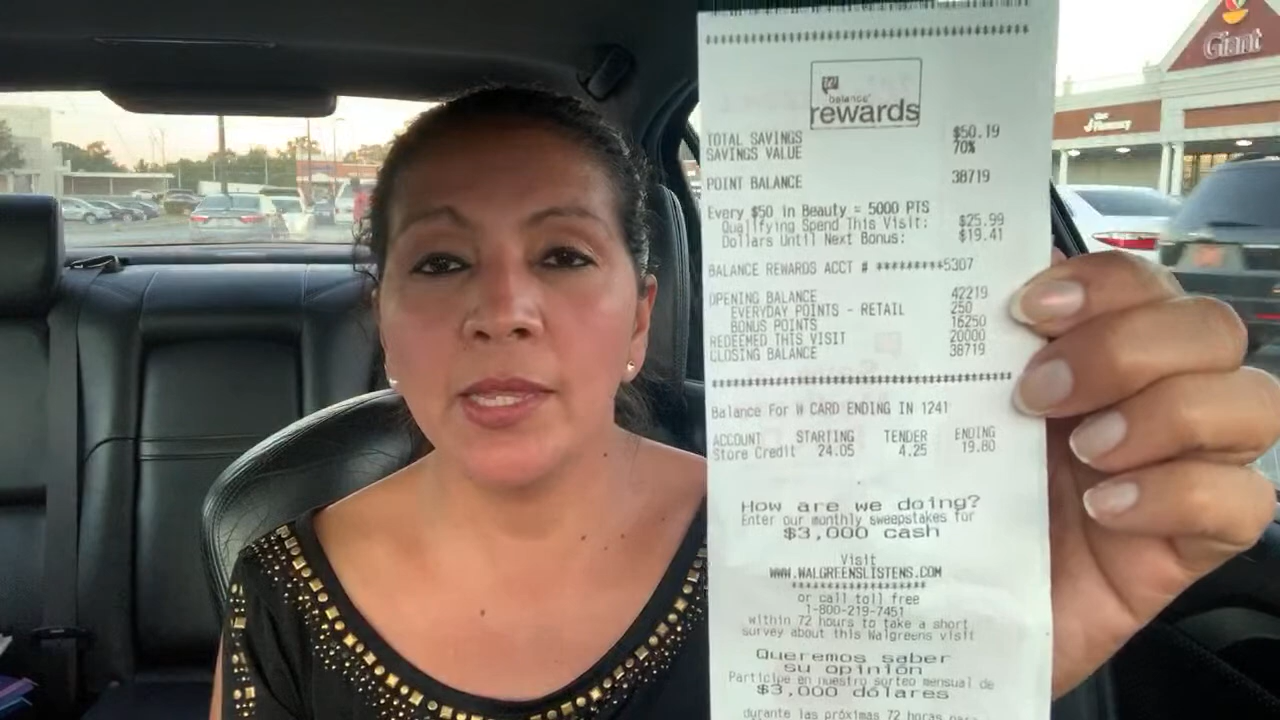 Giant
Pharmacy
W
balance
rewards
TOTAL SAVINGS $50.19
SAVINGS VALUE 70%
POINT BALANCE 38719
Every $50 in Beauty = 5000 PTS
Qualifying Spend This Visit: $25.99
Dollars Until Next Bonus: $19.41
BALANCE REWARDS ACCT # *********5307
OPENING BALANCE 42219
EVERYDAY POINTS - RETAIL 250
BONUS POINTS 16250
REDEEMED THIS VISIT 20000
CLOSING BALANCE 38719
Balance For W CARD ENDING IN 1241
ACCOUNT STARTING TENDER ENDING
Store Credit 24.05 4.25 19.80
How are we doing?
Enter our monthly sweepstakes for
$3,000 cash
Visit
WWW.WALGREENSLISTENS.COM
or call toll free
1-800-219-7451
within 72 hours to take a short
survey about this Walgreens visit
Queremos saber
su opinión
Participe en nuestro sorteo mensual de
$3,000 dólares
durante las próximas 72 horas para